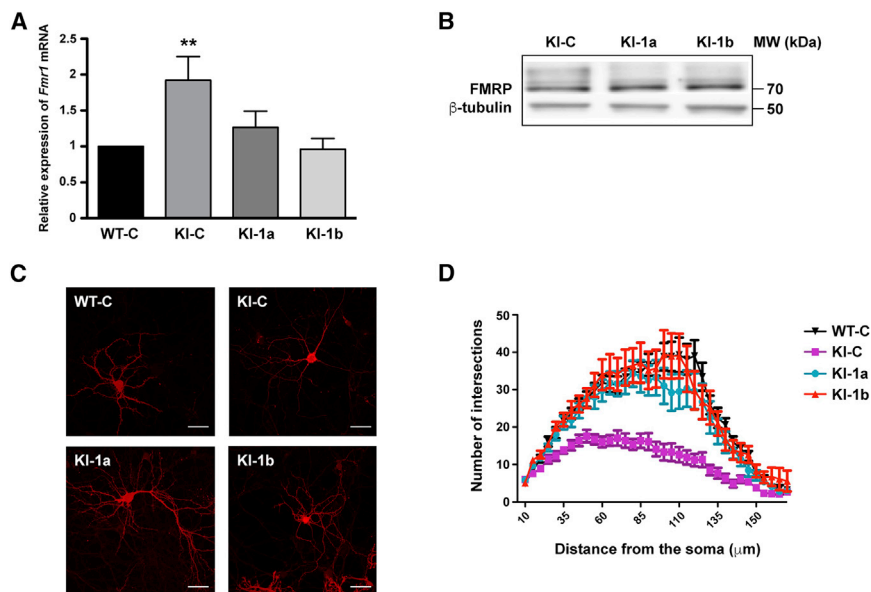 A
Relative expression of Fmr1 mRNA
2.5
2
1.5
1
0.5
0
**
WT-C KI-C KI-1a KI-1b
B
KI-C KI-1a KI-1b MW (kDa)
FMRP 70
β-tubulin 50
C
WT-C KI-C
KI-1a KI-1b
D
Number of intersections
50
40
30
20
10
0
10 35 60 85 110 135 150
Distance from the soma (μm)
WT-C
KI-C
KI-1a
KI-1b